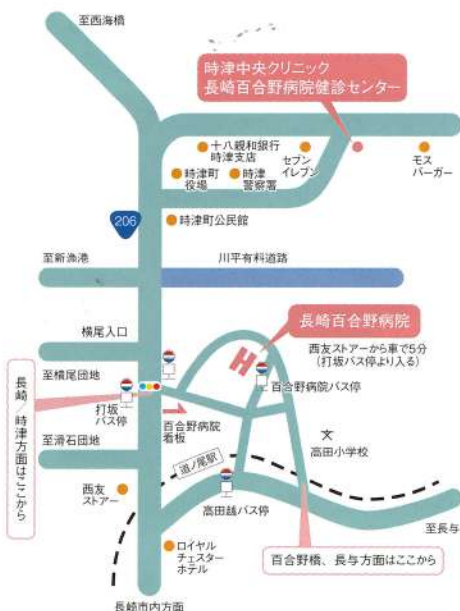 至西海橋
時津中央クリニック
長崎百合野病院健診センター
十八親和銀行
時津支店
セブン
イレブン
モス
バーガー
時津町
役場
時津
警察署
206
時津町公民館
至新漁港
川平有料道路
長崎百合野病院
西友ストアーから車で5分
(打坂バス停より入る)
横尾入口
至横尾団地
百合野病院バス停
打坂
バス停
長崎/時津方面はここから
百合野病院
看板
文
高田小学校
至滑石団地
道ノ尾駅
西友
ストアー
高田越バス停
至長与
ロイヤル
チェスター
ホテル
百合野橋、長与方面はここから
長崎市内方面